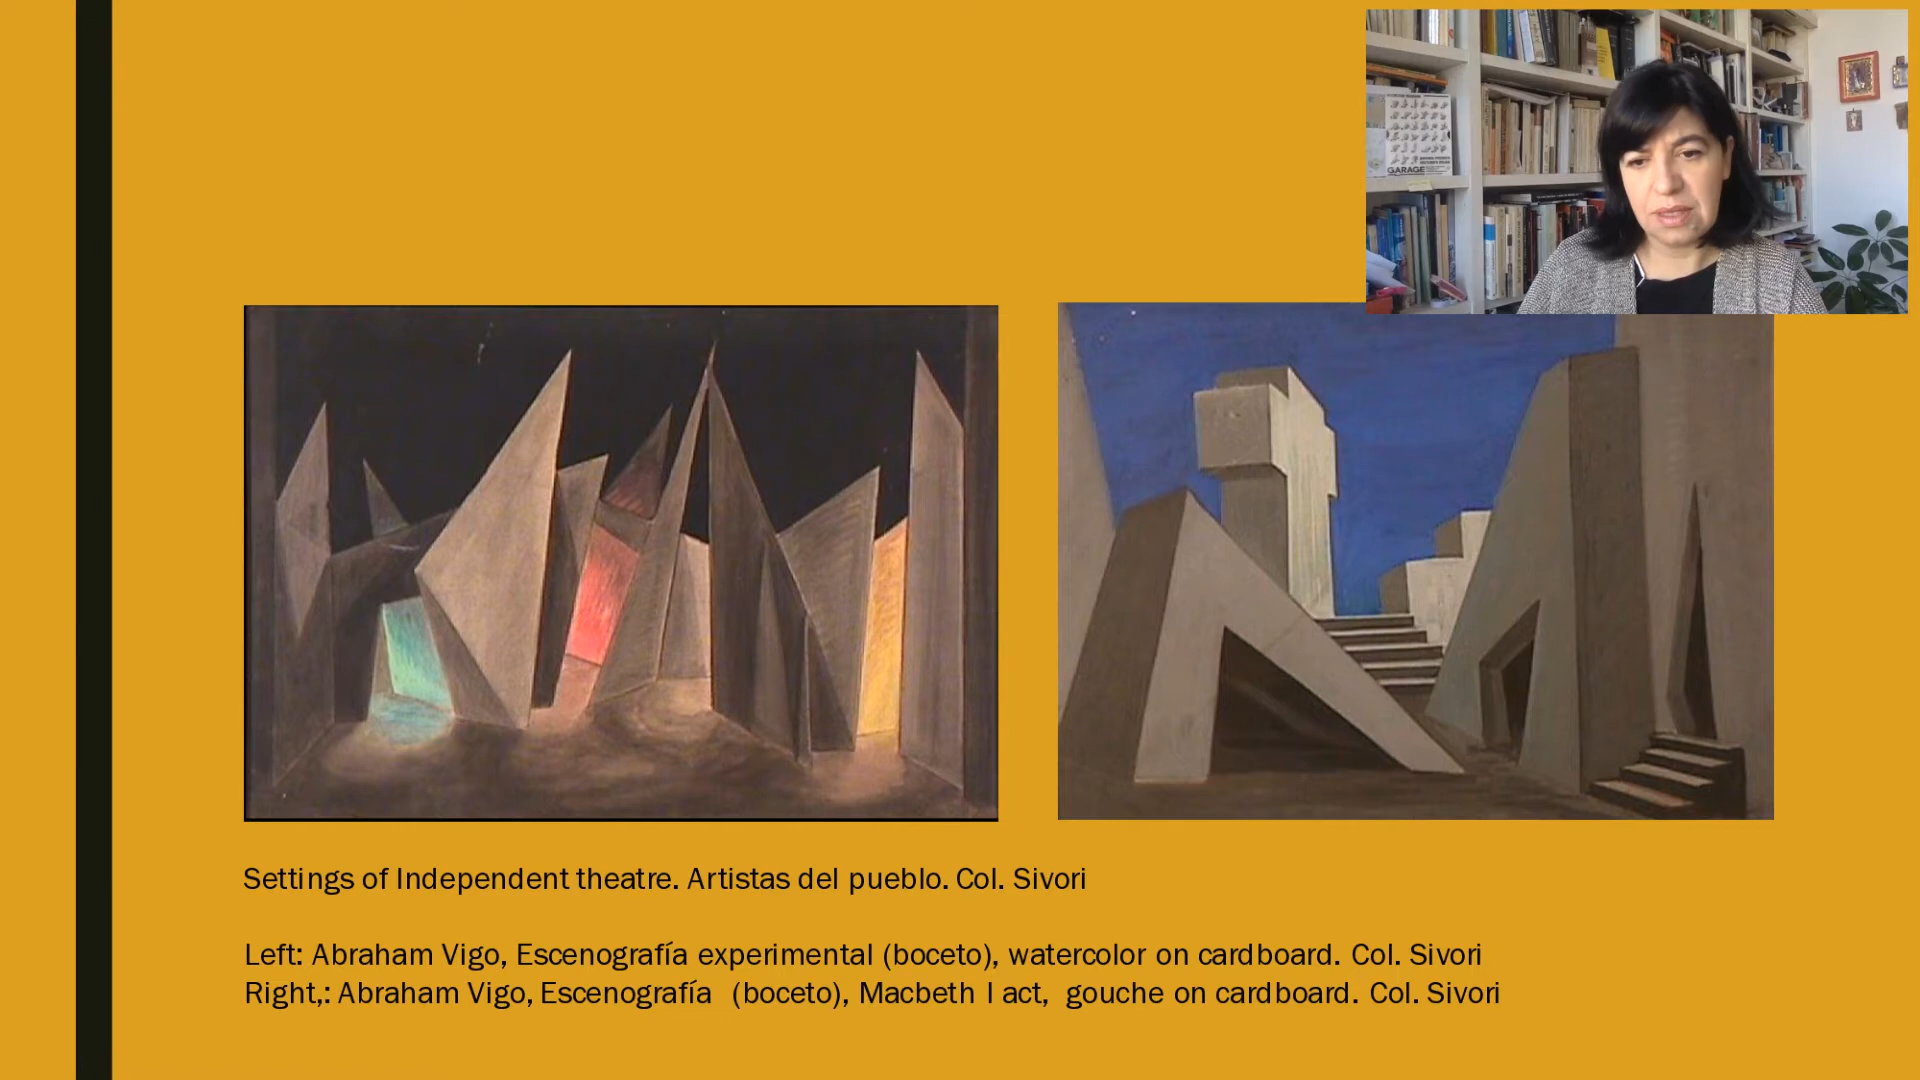 GARAGE
Settings of Independent theatre. Artistas del pueblo. Col. Sivori
Left: Abraham Vigo, Escenografía experimental (boceto), watercolor on cardboard. Col. Sivori
Right,: Abraham Vigo, Escenografía (boceto), Macbeth I act, gouche on cardboard. Col. Sivori